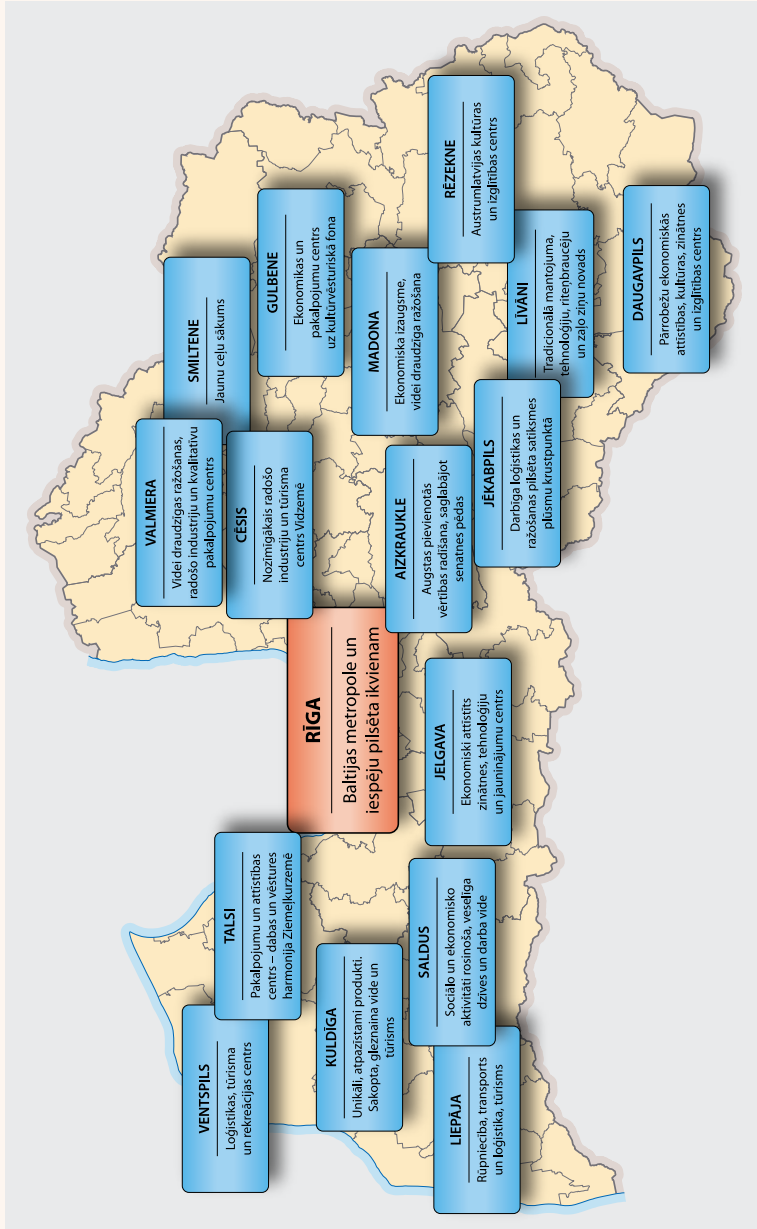 VALMIERA
Videi draudzīgas ražošanas,
radošo industriju un kvalitatīvu
pakalpojumu centrs
SMILTENE
Jaunu ceļu sākums
VENTSPILS
Loģistikas, tūrisma
un rekreācijas centrs
TALSI
Pakalpojumu un attīstības
centrs – dabas un vēstures
harmonija Ziemeļkurzemē
CĒSIS
Nozīmīgākais radošo
industriju un tūrisma
centrs Vidzemē
GULBENE
Ekonomikas un
pakalpojumu centrs
uz kultūrvēsturiskā fona
RĪGA
Baltijas metropole un
iespēju pilsēta ikvienam
KULDĪGA
Unikāli, atpazīstami produkti.
Sakopta, gleznaina vide un
tūrisms
MADONA
Ekonomiska izaugsme,
videi draudzīga ražošana
AIZKRAUKLE
Augstas pievienotās
vērtības radīšana, saglabājot
senatnes pēdas
RĒZEKNE
Austrumlatvijas kultūras
un izglītības centrs
SALDUS
Sociālo un ekonomisko
aktivitāti rosinoša, veselīga
dzīves un darba vide
JELGAVA
Ekonomiski attīstīts
zinātnes, tehnoloģiju
un jauninājumu centrs
LIEPĀJA
Rūpniecība, transports
un loģistika, tūrisms
JĒKABPILS
Darbīga loģistikas un
ražošanas pilsēta satiksmes
plūsmu krustpunktā
LĪVĀNI
Tradicionālā mantojuma,
tehnoloģiju, riteņbraucēju
un zaļo ziņu novads
DAUGAVPILS
Pārrobežu ekonomiskās
attīstības, kultūras, zinātnes
un izglītības centrs